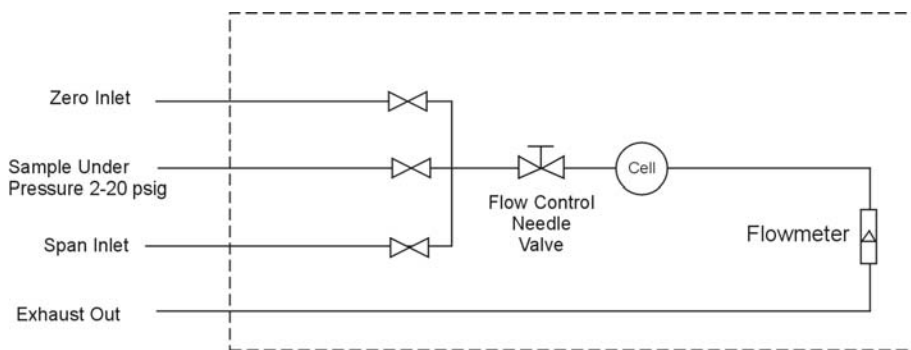 Zero Inlet
Sample Under
Pressure 2-20 psig
Span Inlet
Exhaust Out
Flow Control
Needle
Valve
Cell
Flowmeter